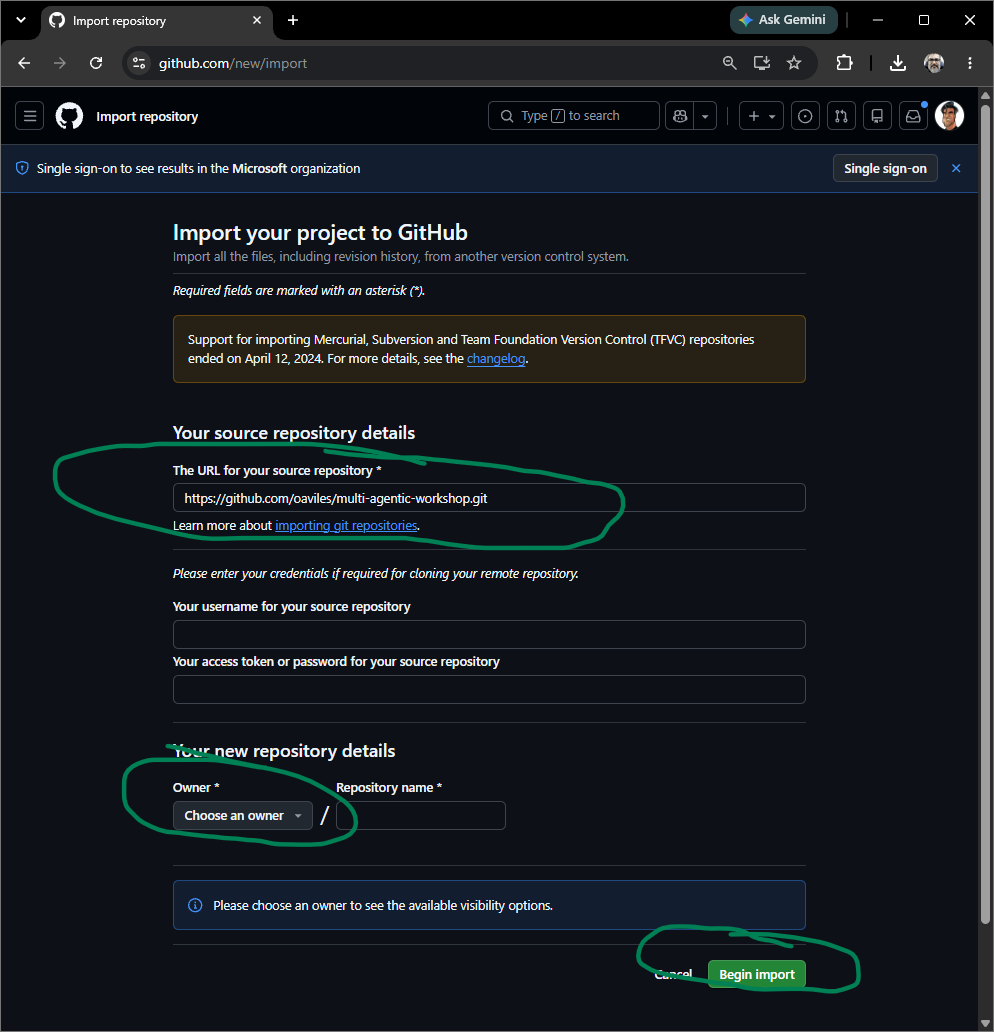 Import repository
Ask Gemini
github.com/new/import
Import repository
Type / to search
Single sign-on to see results in the Microsoft organization
Single sign-on
Import your project to GitHub
Import all the files, including revision history, from another version control system.
Required fields are marked with an asterisk (*).
Support for importing Mercurial, Subversion and Team Foundation Version Control (TFVC) repositories
ended on April 12, 2024. For more details, see the changelog.
Your source repository details
The URL for your source repository *
https://github.com/oaviles/multi-agentic-workshop.git
Learn more about importing git repositories.
Please enter your credentials if required for cloning your remote repository.
Your username for your source repository
Your access token or password for your source repository
Your new repository details
Owner * Repository name *
Choose an owner /
Please choose an owner to see the available visibility options.
Cancel Begin import